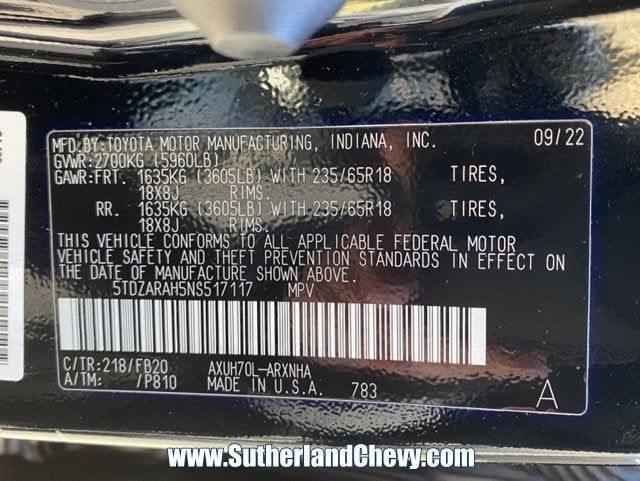 MFD.BY:TOYOTA MOTOR MANUFACTURING, INDIANA, INC. 09/22
GVWR:2700KG (5960LB)
GAWR:FRT. 1635KG (3605LB) WITH 235/65R18 TIRES,
18X8J RIMS.
RR. 1635KG (3605LB) WITH 235/65R18 TIRES,
18X8J RIMS.
THIS VEHICLE CONFORMS TO ALL APPLICABLE FEDERAL MOTOR
VEHICLE SAFETY AND THEFT PREVENTION STANDARDS IN EFFECT ON
THE DATE OF MANUFACTURE SHOWN ABOVE.
5TDZARAH5NS517117 MPV
C/TR:218/FB20 AXUH70L-ARXNHA
A/TM: /P810 MADE IN U.S.A. 783 A
www.SutherlandChevy.com